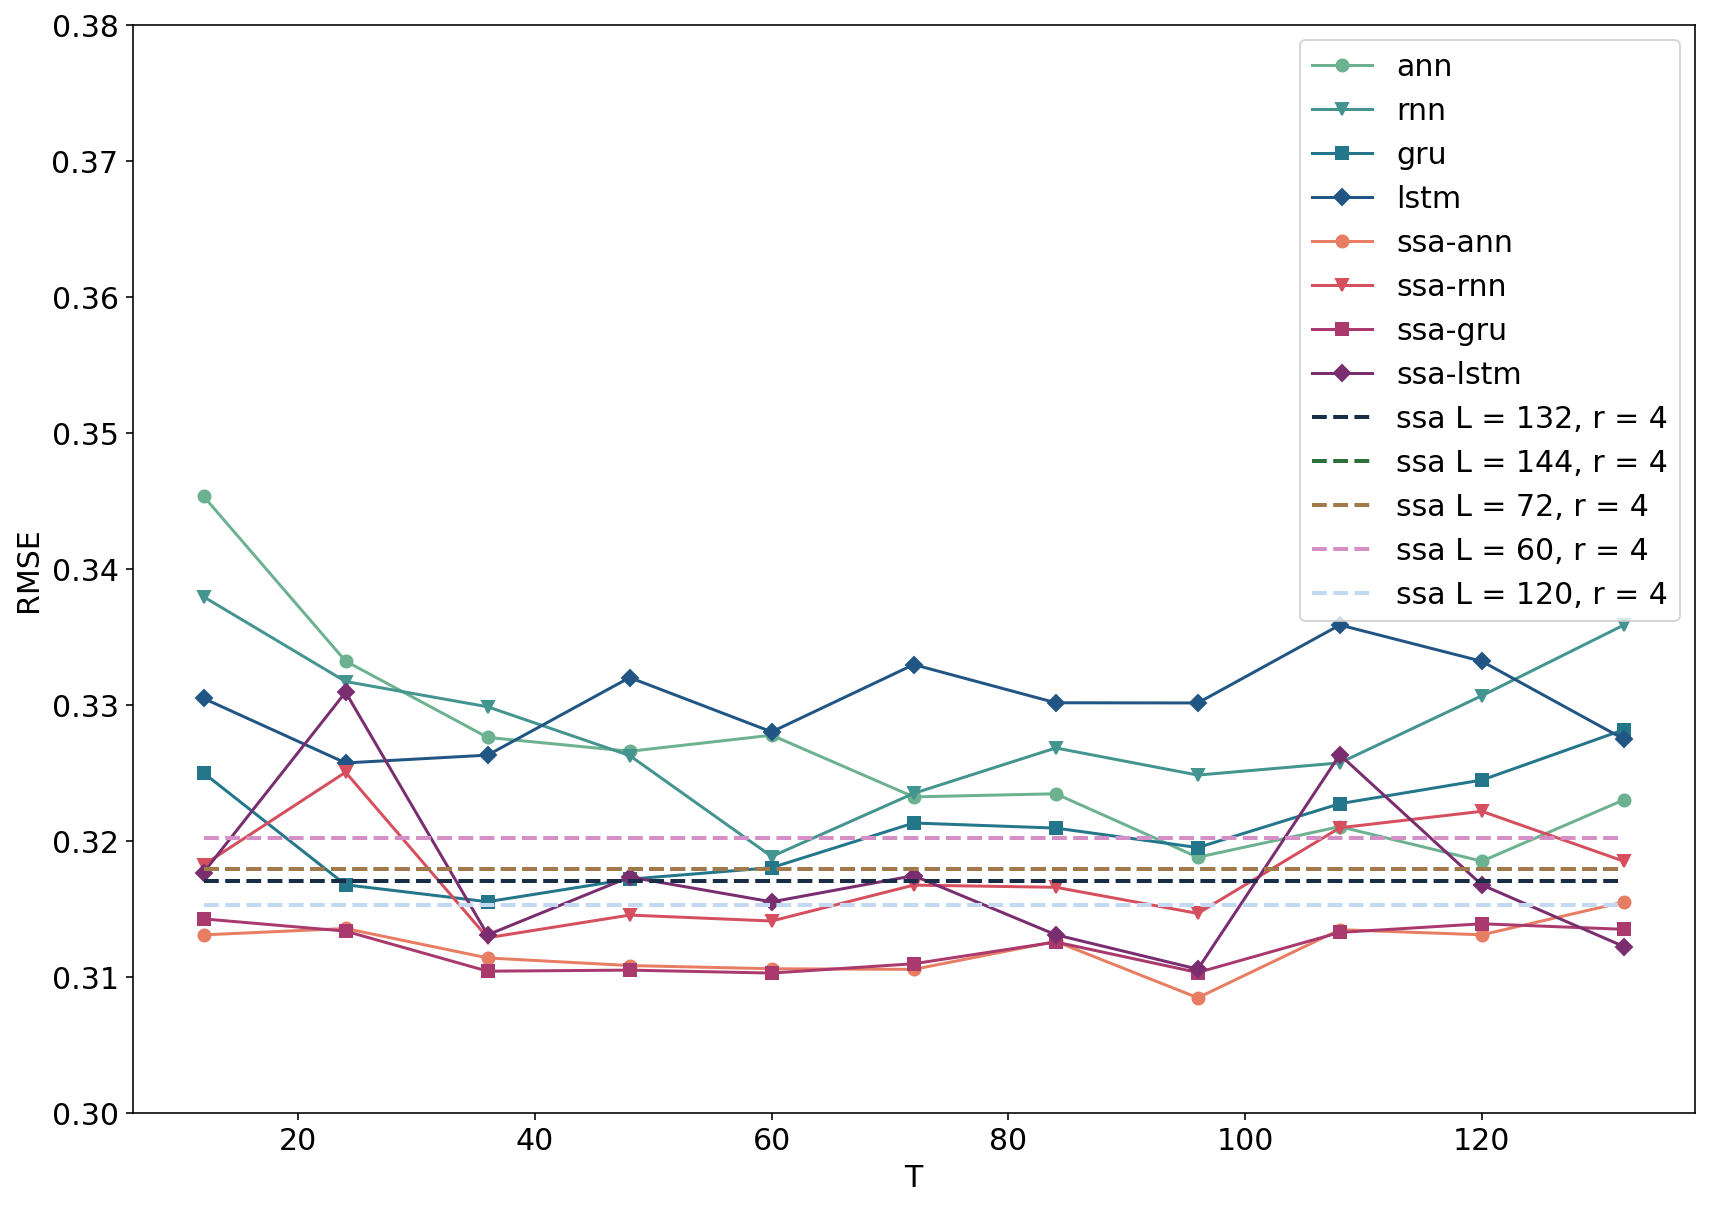 0.38
0.37
0.36
0.35
0.34
0.33
0.32
0.31
0.30
RMSE
20
40
60
80
100
120
T
ann
rnn
gru
lstm
ssa-ann
ssa-rnn
ssa-gru
ssa-lstm
ssa L = 132, r = 4
ssa L = 144, r = 4
ssa L = 72, r = 4
ssa L = 60, r = 4
ssa L = 120, r = 4